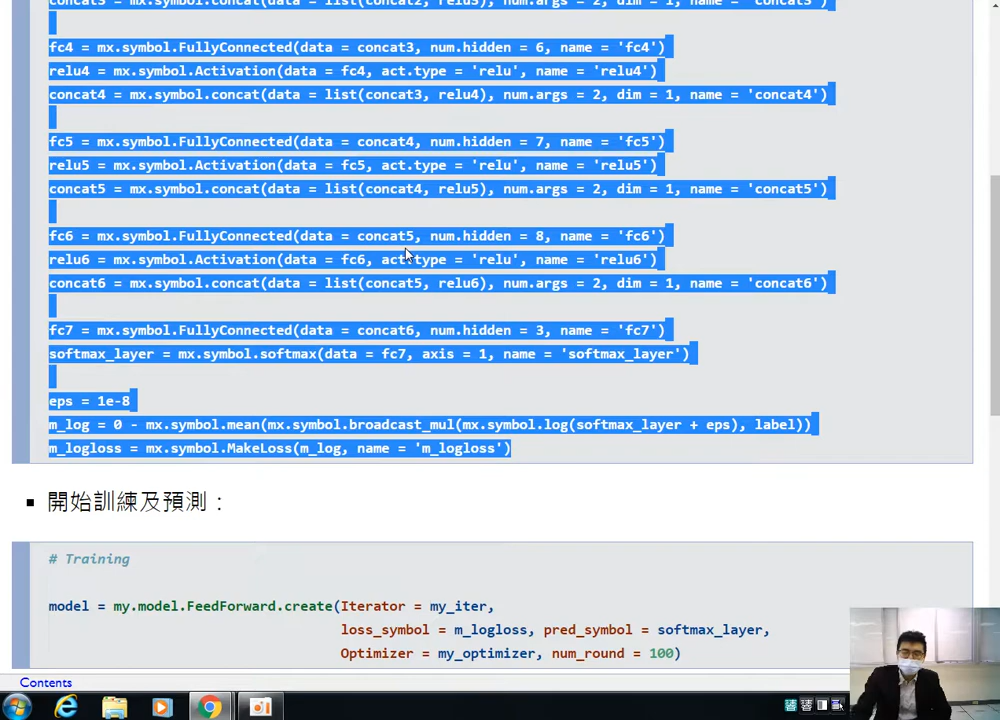 concat3 = mx.symbol.concat(data = list(concat2, relu3), num.args = 2, dim = 1, name = 'concat3')
fc4 = mx.symbol.FullyConnected(data = concat3, num.hidden = 6, name = 'fc4')
relu4 = mx.symbol.Activation(data = fc4, act.type = 'relu', name = 'relu4')
concat4 = mx.symbol.concat(data = list(concat3, relu4), num.args = 2, dim = 1, name = 'concat4')
fc5 = mx.symbol.FullyConnected(data = concat4, num.hidden = 7, name = 'fc5')
relu5 = mx.symbol.Activation(data = fc5, act.type = 'relu', name = 'relu5')
concat5 = mx.symbol.concat(data = list(concat4, relu5), num.args = 2, dim = 1, name = 'concat5')
fc6 = mx.symbol.FullyConnected(data = concat5, num.hidden = 8, name = 'fc6')
relu6 = mx.symbol.Activation(data = fc6, act.type = 'relu', name = 'relu6')
concat6 = mx.symbol.concat(data = list(concat5, relu6), num.args = 2, dim = 1, name = 'concat6')
fc7 = mx.symbol.FullyConnected(data = concat6, num.hidden = 3, name = 'fc7')
softmax_layer = mx.symbol.softmax(data = fc7, axis = 1, name = 'softmax_layer')
eps = 1e-8
m_log = 0 - mx.symbol.mean(mx.symbol.broadcast_mul(mx.symbol.log(softmax_layer + eps), label))
m_logloss = mx.symbol.MakeLoss(m_log, name = 'm_logloss')
▪ 開始訓練及預測：
# Training
model = my.model.FeedForward.create(Iterator = my_iter,
loss_symbol = m_logloss, pred_symbol = softmax_layer,
Optimizer = my_optimizer, num_round = 100)
Contents